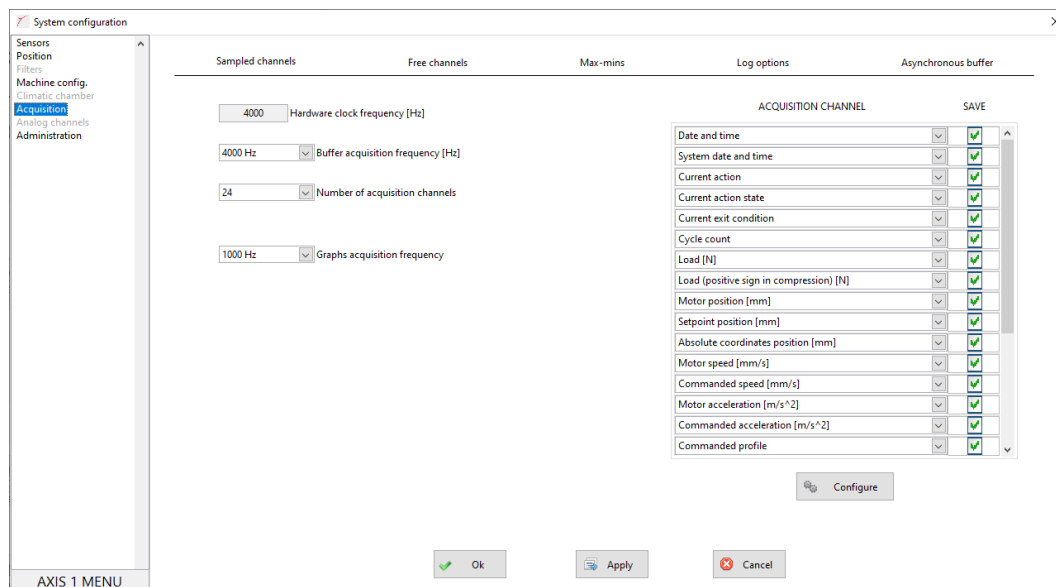 System configuration
Sensors
Position
Filters
Machine config.
Climatic chamber
Acquisition
Analog channels
Administration
AXIS 1 MENU
Sampled channels
Free channels
Max-mins
Log options
Asynchronous buffer
4000 Hardware clock frequency [Hz]
4000 Hz Buffer acquisition frequency [Hz]
24 Number of acquisition channels
1000 Hz Graphs acquisition frequency
ACQUISITION CHANNEL SAVE
Date and time
System date and time
Current action
Current action state
Current exit condition
Cycle count
Load [N]
Load (positive sign in compression) [N]
Motor position [mm]
Setpoint position [mm]
Absolute coordinates position [mm]
Motor speed [mm/s]
Commanded speed [mm/s]
Motor acceleration [m/s^2]
Commanded acceleration [m/s^2]
Commanded profile
Configure
Ok
Apply
Cancel